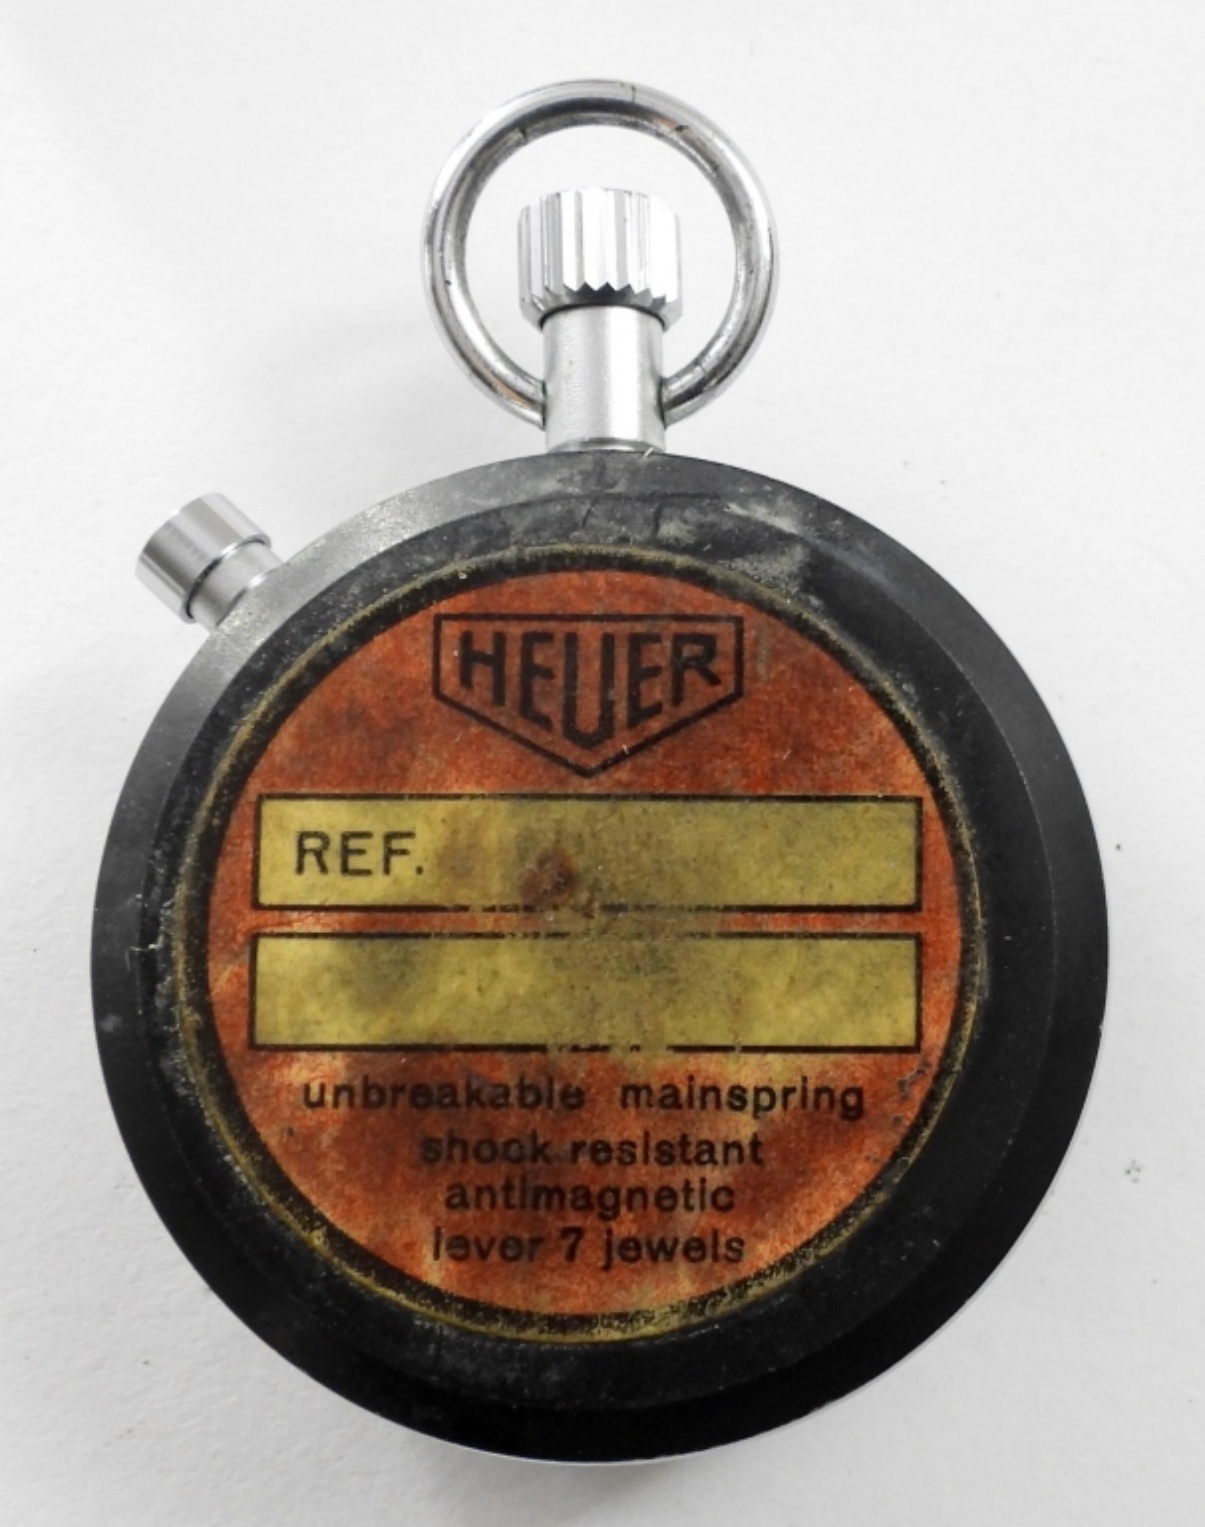 HEUER
REF.
unbreakable mainspring
shock resistant
antimagnetic
lever 7 jewels